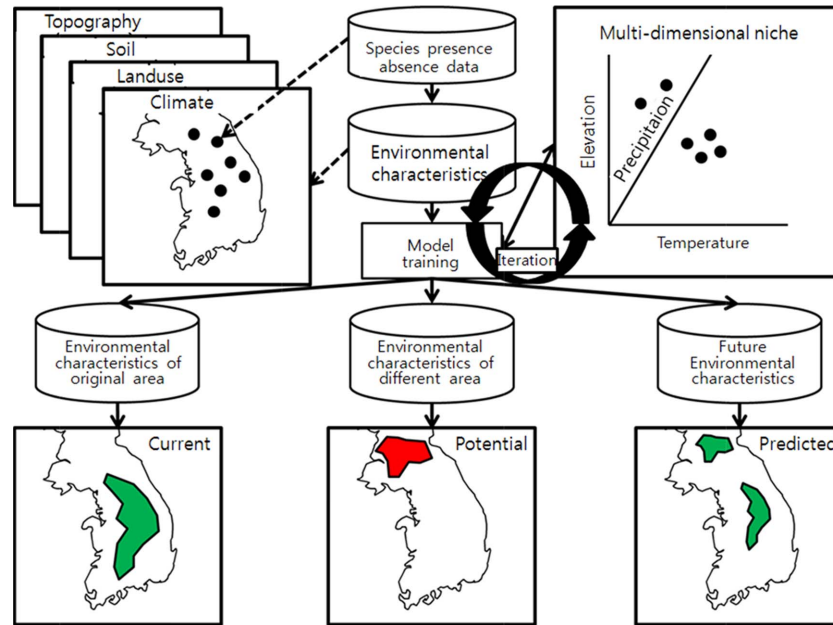 Topography
Soil
Landuse
Climate
Species presence
absence data
Environmental
characteristics
Model
training
Iteration
Multi-dimensional niche
Elevation
Precipitaion
Temperature
Environmental
characteristics of
original area
Environmental
characteristics of
different area
Future
Environmental
characteristics
Current
Potential
Predicted